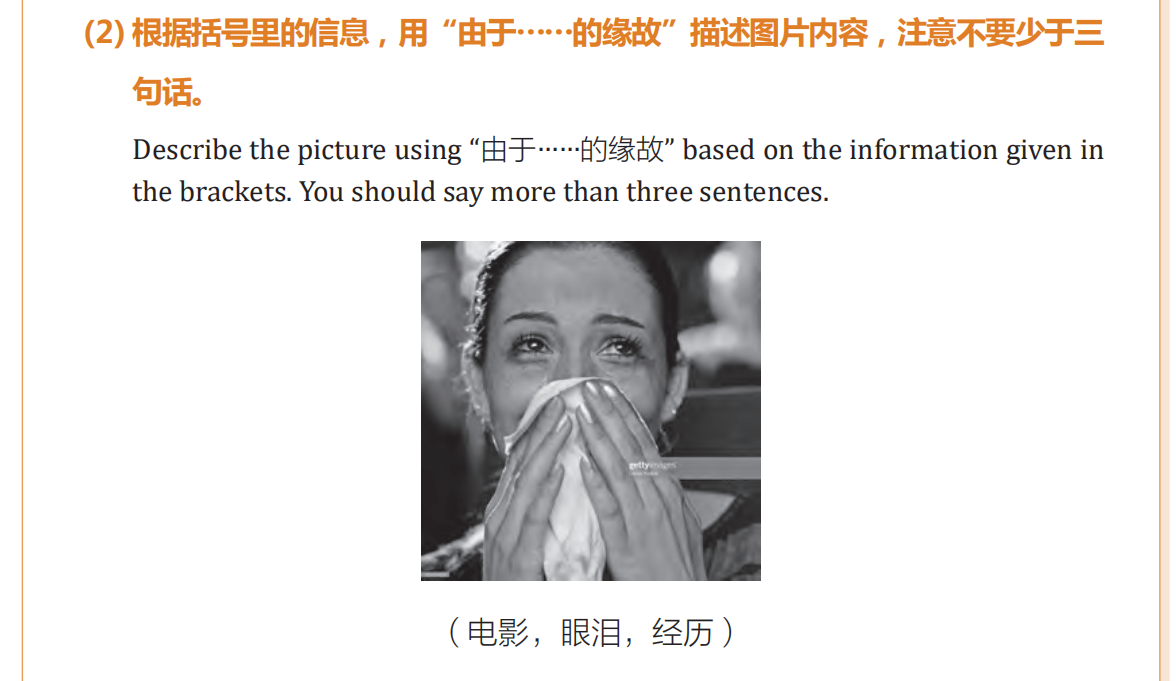 (2) 根据括号里的信息，用“由于……的缘故”描述图片内容，注意不要少于三
句话。
Describe the picture using “由于……的缘故” based on the information given in
the brackets. You should say more than three sentences.
gettyimages
（电影，眼泪，经历）